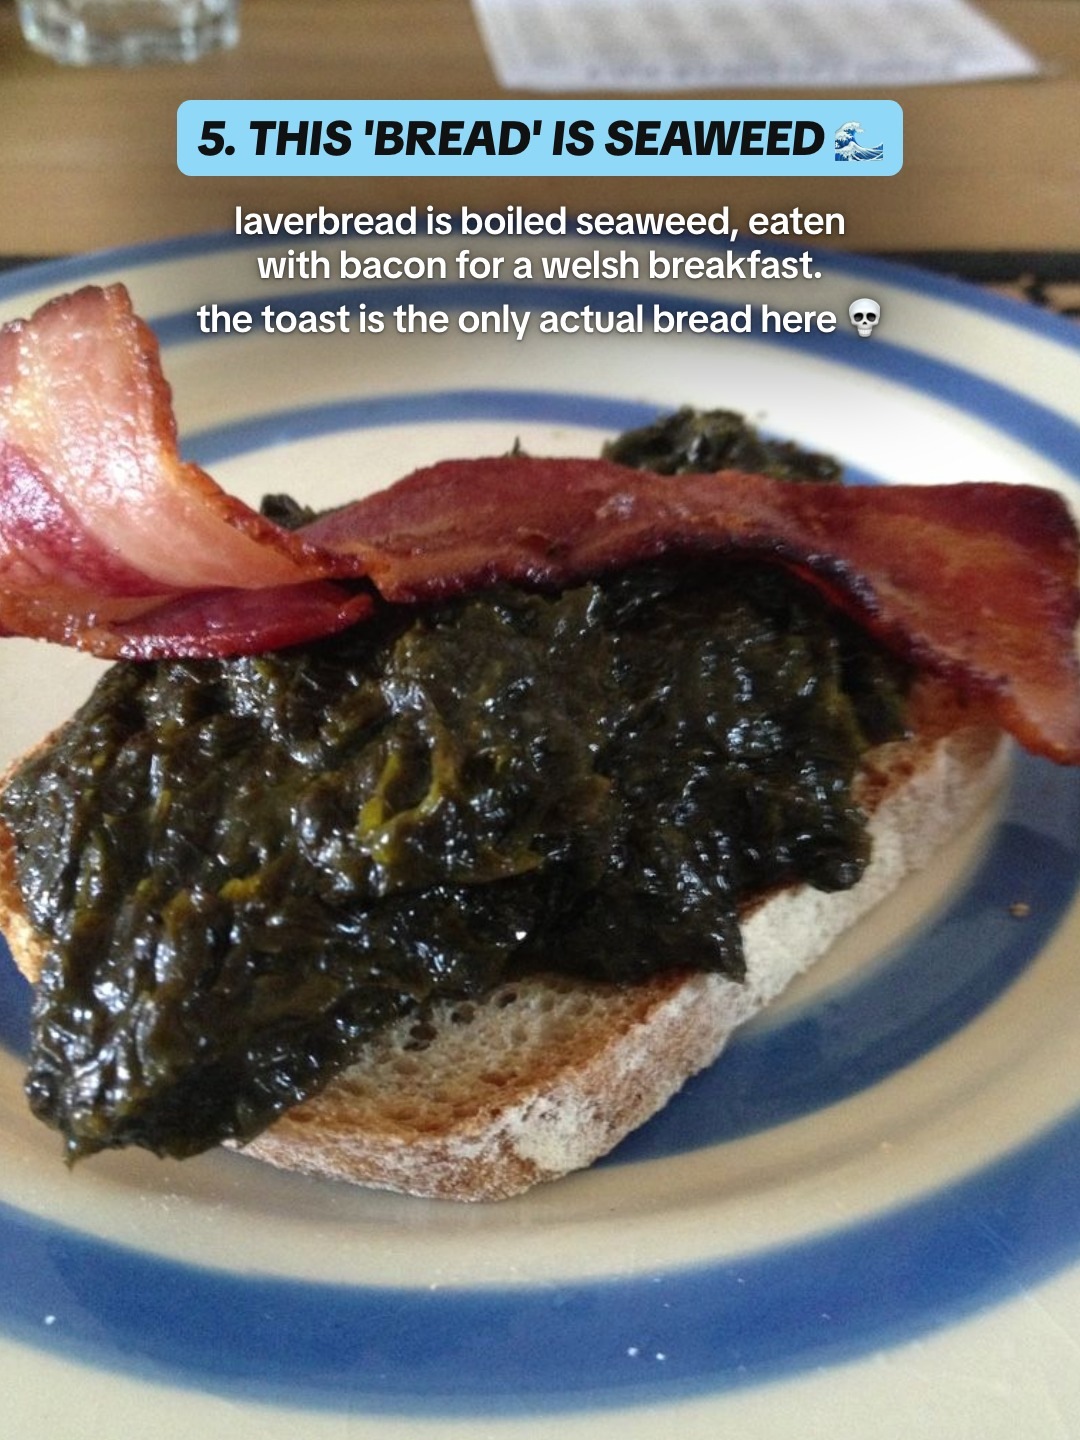 5. THIS 'BREAD' IS SEAWEED 🌊
laverbread is boiled seaweed, eaten
with bacon for a welsh breakfast.
the toast is the only actual bread here 💀